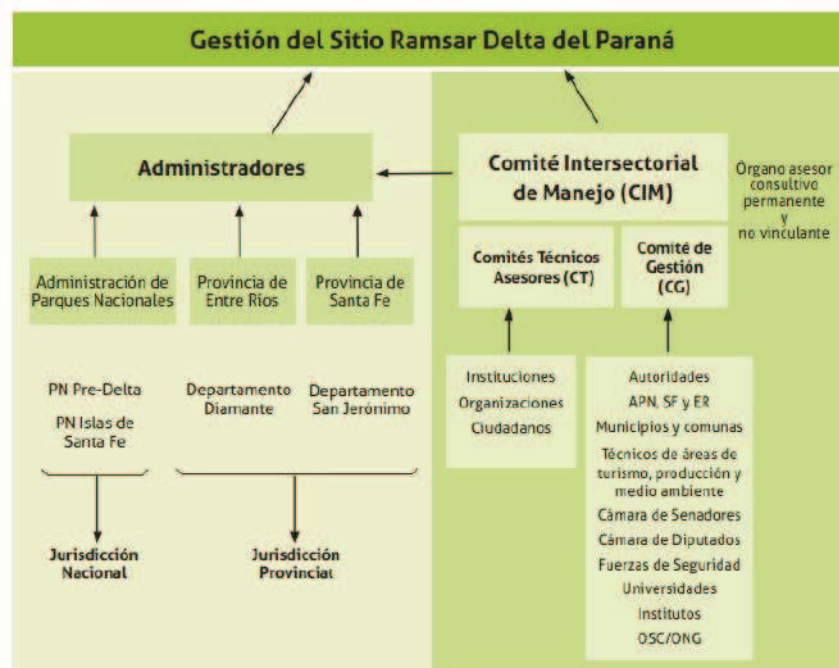 Gestión del Sitio Ramsar Delta del Paraná
Administradores
Comité Intersectorial
de Manejo (CIM)
Órgano asesor
consultivo
permanente
y
no vinculante
Administración de
Parques Nacionales
Provincia de
Entre Ríos
Provincia de
Santa Fe
Comités Técnicos
Asesores (CT)
Comité de
Gestión
(CG)
PN Pre-Delta
PN Islas de
Santa Fe
Departamento
Diamante
Departamento
San Jerónimo
Jurisdicción
Nacional
Jurisdicción
Provincial
Instituciones
Organizaciones
Ciudadanos
Autoridades
APN, SF y ER
Municipios y comunas
Técnicos de áreas de
turismo, producción y
medio ambiente
Cámara de Senadores
Cámara de Diputados
Fuerzas de Seguridad
Universidades
Institutos
OSC/ONG